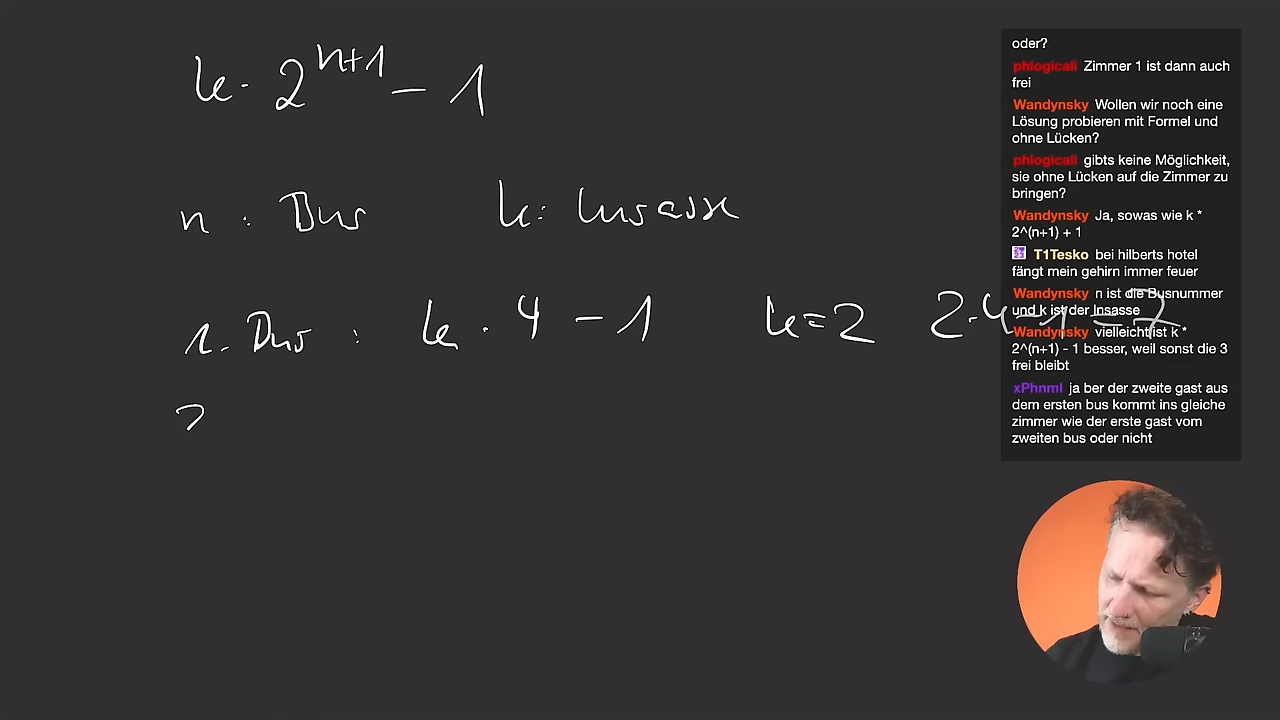 k · 2^(n+1) - 1
n : Bus k: Insasse
1. Bus : k · 4 - 1 k=2 2·4-1=7
2
oder?
phlogicali Zimmer 1 ist dann auch
frei
Wandynsky Wollen wir noch eine
Lösung probieren mit Formel und
ohne Lücken?
phlogicali gibts keine Möglichkeit,
sie ohne Lücken auf die Zimmer zu
bringen?
Wandynsky Ja, sowas wie k *
2^(n+1) + 1
T1Tesko bei hilberts hotel
fängt mein gehirn immer feuer
Wandynsky n ist die Busnummer
und k ist der Insasse
Wandynsky vielleicht ist k *
2^(n+1) - 1 besser, weil sonst die 3
frei bleibt
xPhnml ja ber der zweite gast aus
dem ersten bus kommt ins gleiche
zimmer wie der erste gast vom
zweiten bus oder nicht